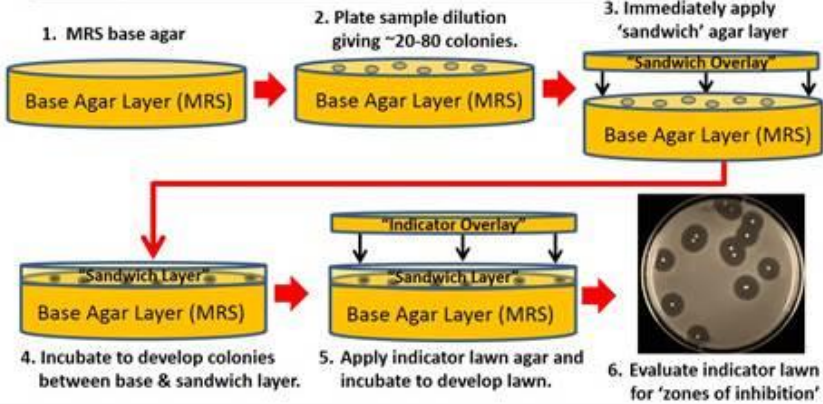 1. MRS base agar
Base Agar Layer (MRS)
2. Plate sample dilution
giving ~20-80 colonies.
Base Agar Layer (MRS)
3. Immediately apply
‘sandwich’ agar layer
"Sandwich Overlay"
Base Agar Layer (MRS)
"Sandwich Layer"
Base Agar Layer (MRS)
4. Incubate to develop colonies
between base & sandwich layer.
"Indicator Overlay"
"Sandwich Layer"
Base Agar Layer (MRS)
5. Apply indicator lawn agar and
incubate to develop lawn.
6. Evaluate indicator lawn
for ‘zones of inhibition’